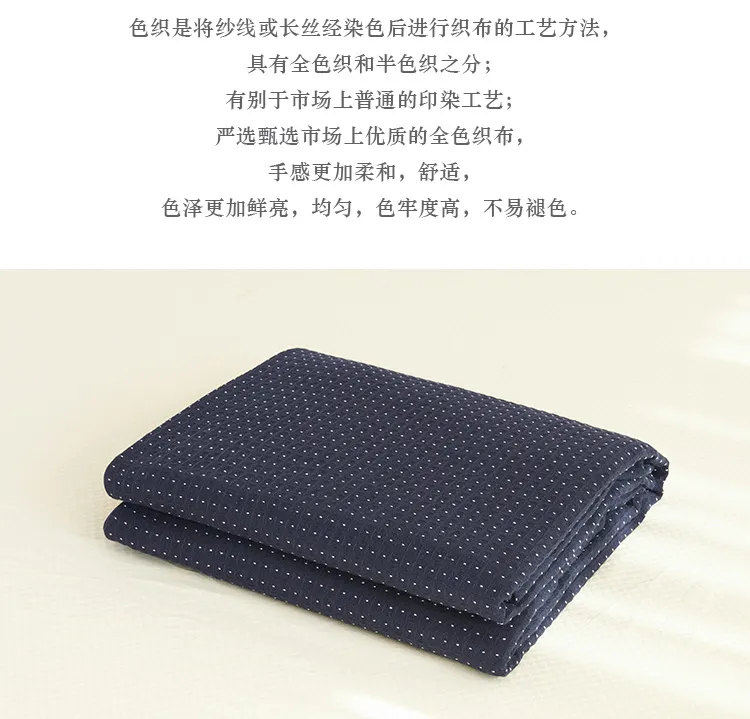 色织是将纱线或长丝经染色后进行织布的工艺方法，
具有全色织和半色织之分；
有别于市场上普通的印染工艺；
严选甄选市场上优质的全色织布，
手感更加柔和，舒适，
色泽更加鲜亮，均匀，色牢度高，不易褪色。